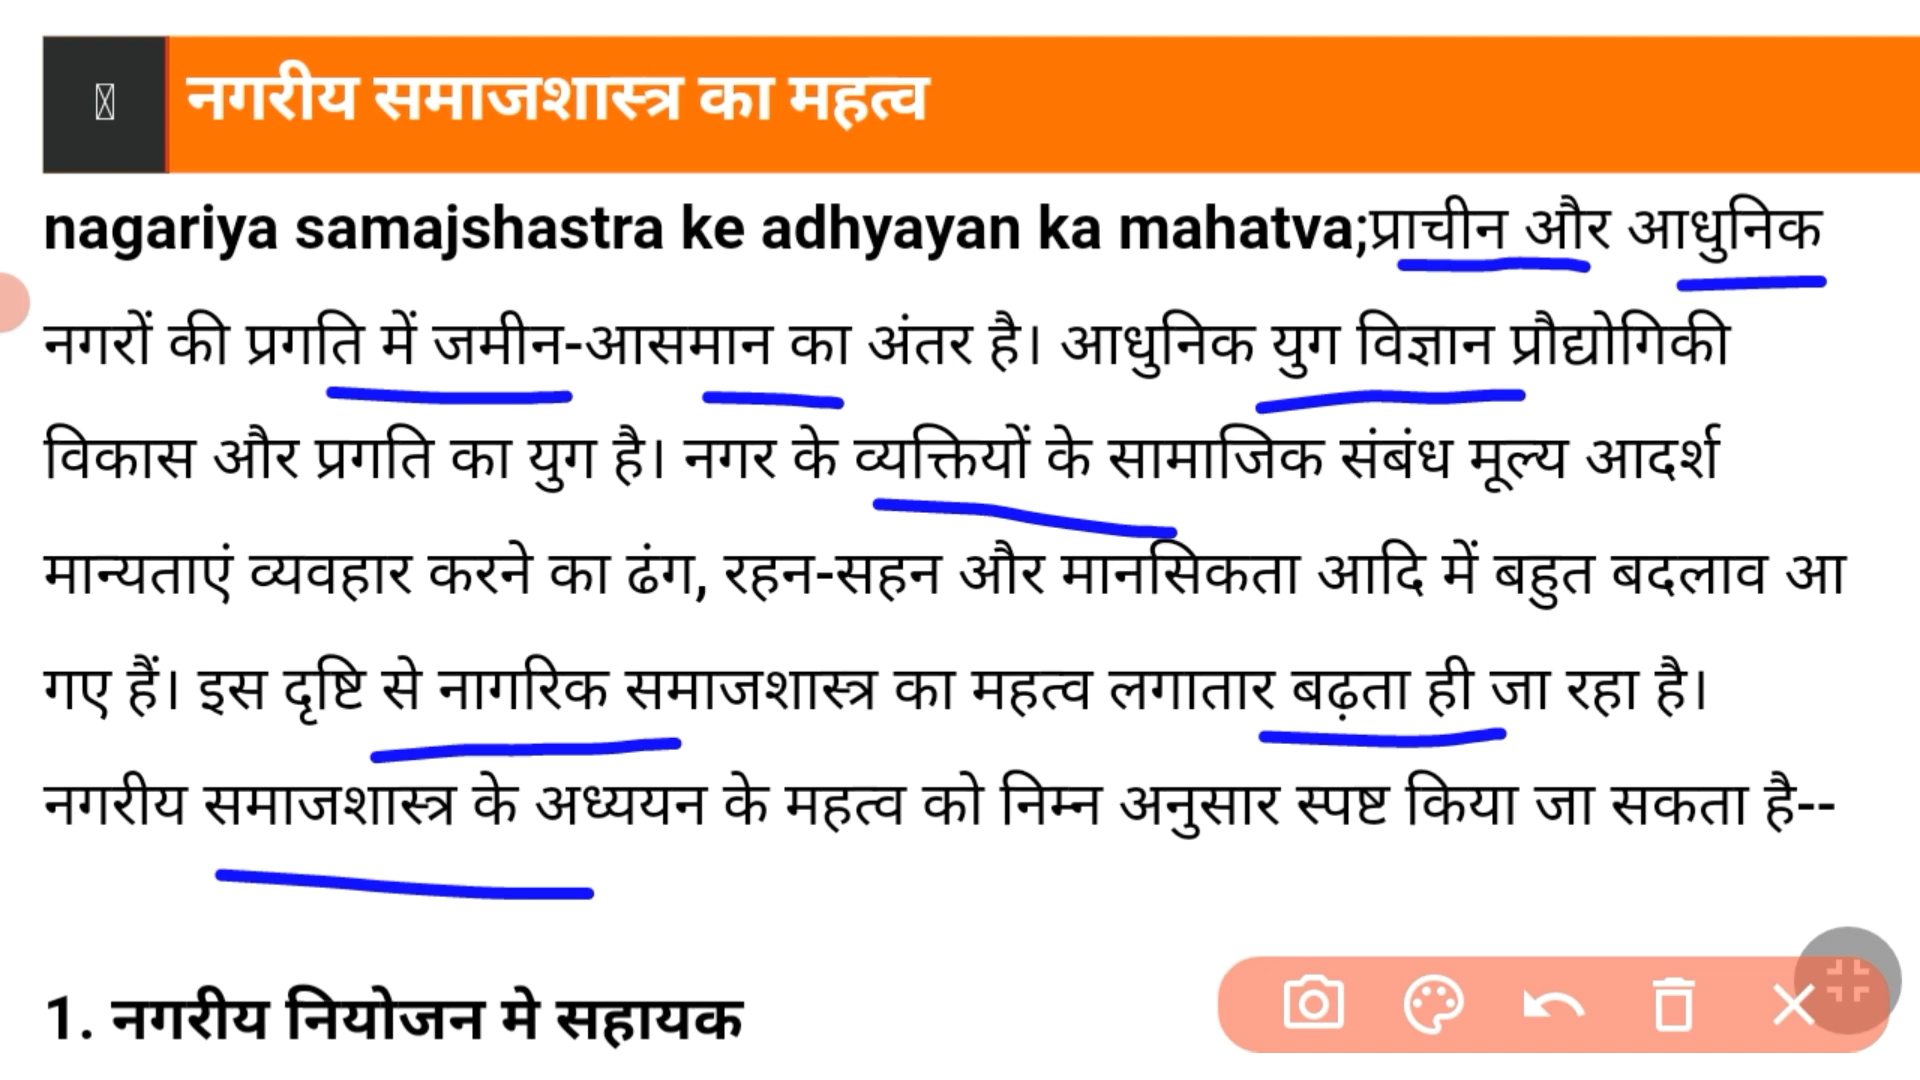 नगरीय समाजशास्त्र का महत्व
nagariya samajshastra ke adhyayan ka mahatva;प्राचीन और आधुनिक
नगरों की प्रगति में जमीन-आसमान का अंतर है। आधुनिक युग विज्ञान प्रौद्योगिकी
विकास और प्रगति का युग है। नगर के व्यक्तियों के सामाजिक संबंध मूल्य आदर्श
मान्यताएं व्यवहार करने का ढंग, रहन-सहन और मानसिकता आदि में बहुत बदलाव आ
गए हैं। इस दृष्टि से नागरिक समाजशास्त्र का महत्व लगातार बढ़ता ही जा रहा है।
नगरीय समाजशास्त्र के अध्ययन के महत्व को निम्न अनुसार स्पष्ट किया जा सकता है--
1. नगरीय नियोजन मे सहायक